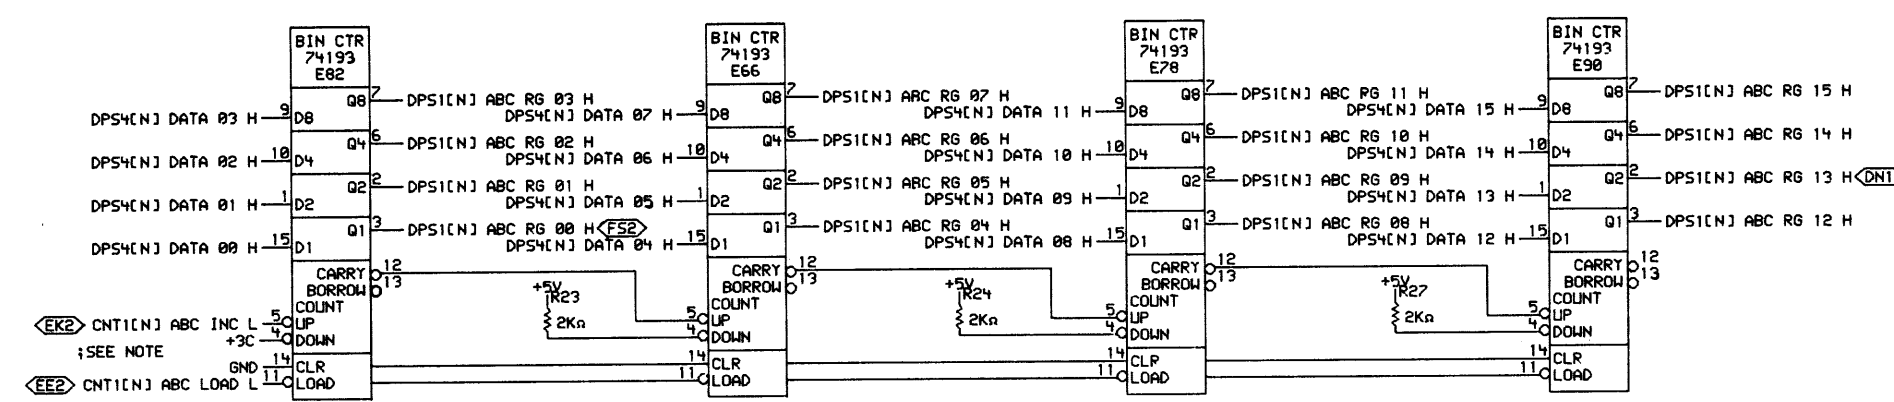 BIN CTR
74193
E82
DPS4[N] DATA 03 H 9 D8 Q8 7 DPS1[N] ABC RG 03 H
DPS4[N] DATA 02 H 10 D4 Q4 6 DPS1[N] ABC RG 02 H
DPS4[N] DATA 01 H 1 D2 Q2 2 DPS1[N] ABC RG 01 H
DPS4[N] DATA 00 H 15 D1 Q1 3 DPS1[N] ABC RG 00 H FS2
CARRY 12
BORROW 13
COUNT
EK2 CNT1[N] ABC INC L 5 UP
+3C 4 DOWN
;SEE NOTE
GND 14 CLR
EE2 CNT1[N] ABC LOAD L 11 LOAD
BIN CTR
74193
E66
DPS4[N] DATA 07 H 9 D8 Q8 7 DPS1[N] ABC RG 07 H
DPS4[N] DATA 06 H 10 D4 Q4 6 DPS1[N] ABC RG 06 H
DPS4[N] DATA 05 H 1 D2 Q2 2 DPS1[N] ABC RG 05 H
DPS4[N] DATA 04 H 15 D1 Q1 3 DPS1[N] ABC RG 04 H
CARRY 12
BORROW 13
COUNT
+5V
R23
2KΩ
5 UP
4 DOWN
14 CLR
11 LOAD
BIN CTR
74193
E78
DPS4[N] DATA 11 H 9 D8 Q8 7 DPS1[N] ABC RG 11 H
DPS4[N] DATA 10 H 10 D4 Q4 6 DPS1[N] ABC RG 10 H
DPS4[N] DATA 09 H 1 D2 Q2 2 DPS1[N] ABC RG 09 H
DPS4[N] DATA 08 H 15 D1 Q1 3 DPS1[N] ABC RG 08 H
CARRY 12
BORROW 13
COUNT
+5V
R24
2KΩ
5 UP
4 DOWN
14 CLR
11 LOAD
BIN CTR
74193
E90
DPS4[N] DATA 15 H 9 D8 Q8 7 DPS1[N] ABC RG 15 H
DPS4[N] DATA 14 H 10 D4 Q4 6 DPS1[N] ABC RG 14 H
DPS4[N] DATA 13 H 1 D2 Q2 2 DPS1[N] ABC RG 13 H DN1
DPS4[N] DATA 12 H 15 D1 Q1 3 DPS1[N] ABC RG 12 H
CARRY 12
BORROW 13
COUNT
+5V
R27
2KΩ
5 UP
4 DOWN
14 CLR
11 LOAD